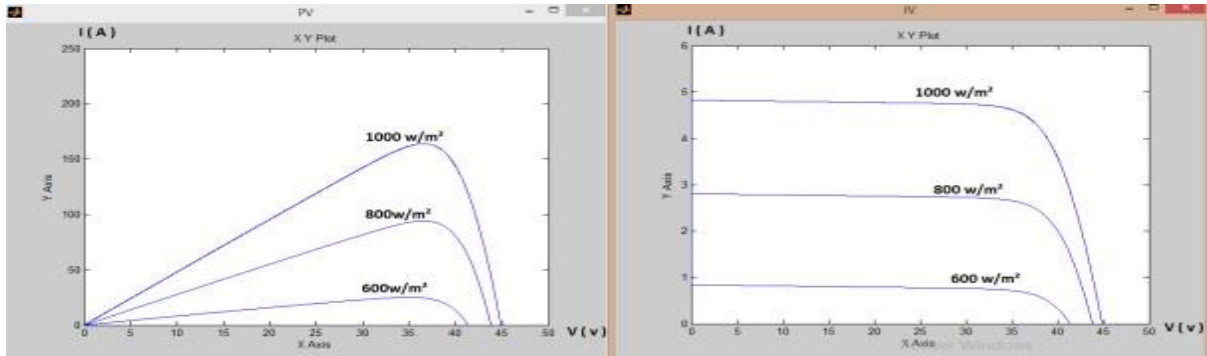 PV
I ( A )
X Y Plot
250
200
150
100
50
0
Y Axis
1000 w/m²
800w/m²
600w/m²
0 5 10 15 20 25 30 35 40 45 50
X Axis
V ( v )
IV
I ( A )
X Y Plot
6
5
4
3
2
1
0
Y Axis
1000 w/m²
800 w/m²
600 w/m²
0 5 10 15 20 25 30 35 40 45 50
X Axis
V ( v )
Windows